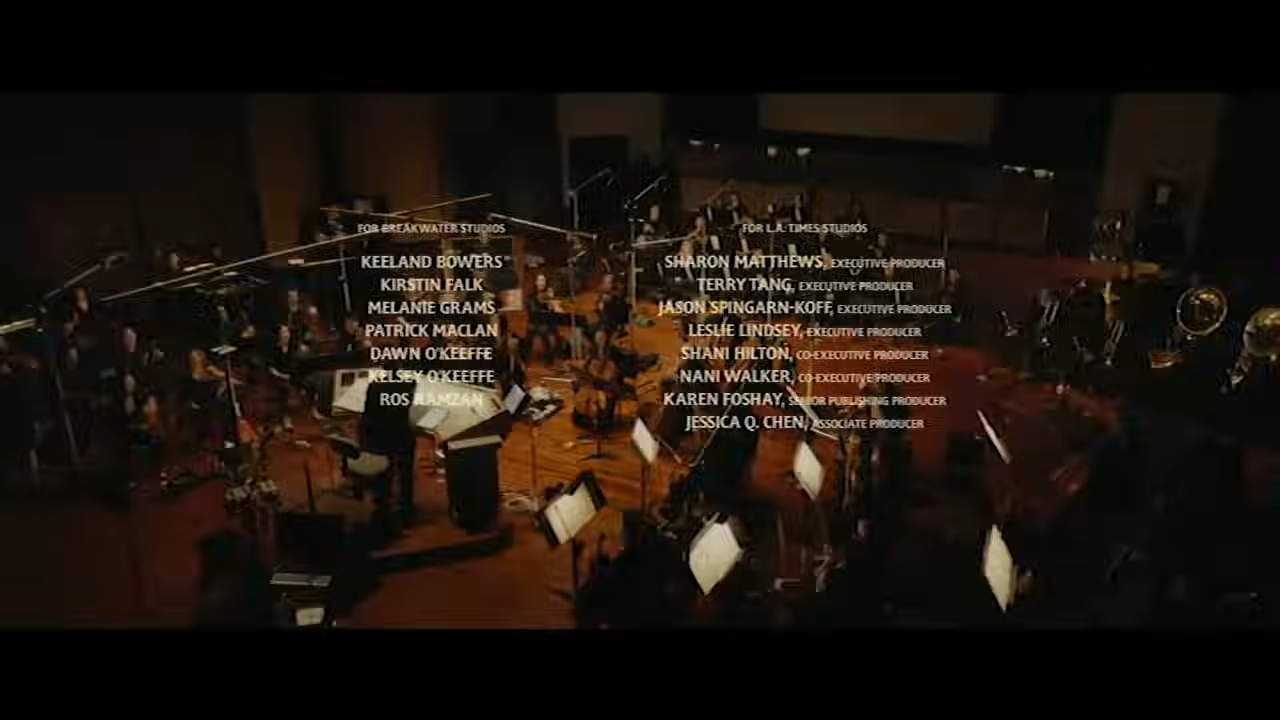 FOR BREAKWATER STUDIOS
KEELAND BOWERS
KIRSTIN FALK
MELANIE GRAMS
PATRICK MACLAN
DAWN O'KEEFFE
KELSEY O'KEEFFE
ROS RAMZAN
FOR L.A. TIMES STUDIOS
SHARON MATTHEWS, EXECUTIVE PRODUCER
TERRY TANG, EXECUTIVE PRODUCER
JASON SPINGARN-KOFF, EXECUTIVE PRODUCER
LESLIE LINDSEY, EXECUTIVE PRODUCER
SHANI HILTON, CO-EXECUTIVE PRODUCER
NANI WALKER, CO-EXECUTIVE PRODUCER
KAREN FOSHAY, SENIOR PUBLISHING PRODUCER
JESSICA Q. CHEN, ASSOCIATE PRODUCER